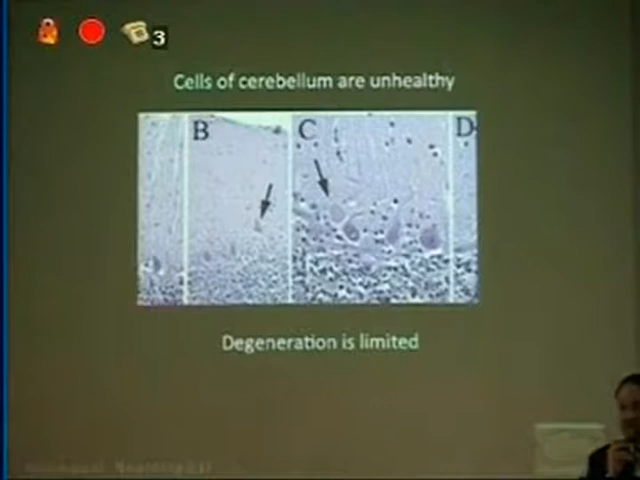 3
Cells of cerebellum are unhealthy
B C D
Degeneration is limited